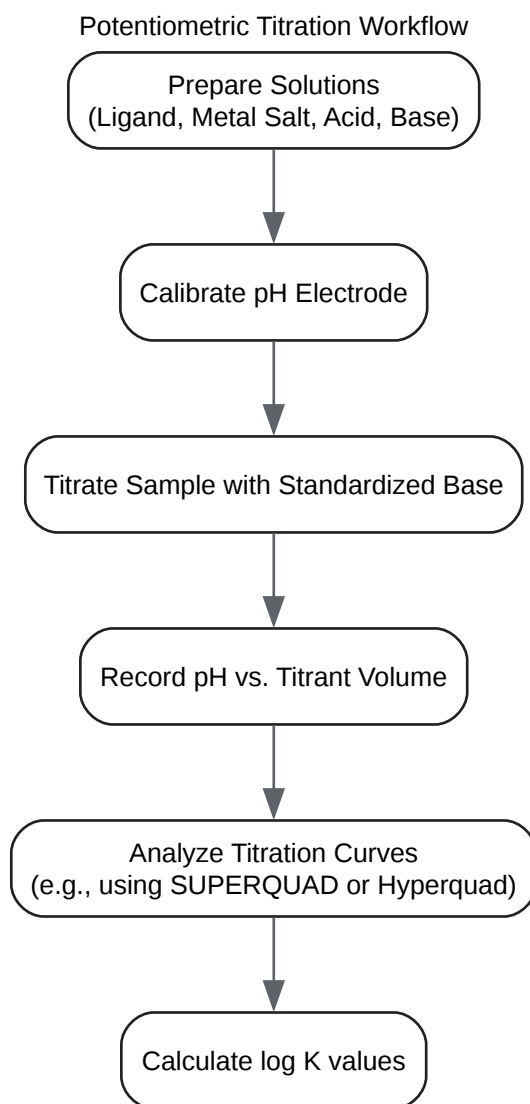 Potentiometric Titration Workflow
Prepare Solutions
(Ligand, Metal Salt, Acid, Base)
Calibrate pH Electrode
Titrate Sample with Standardized Base
Record pH vs. Titrant Volume
Analyze Titration Curves
(e.g., using SUPERQUAD or Hyperquad)
Calculate log K values